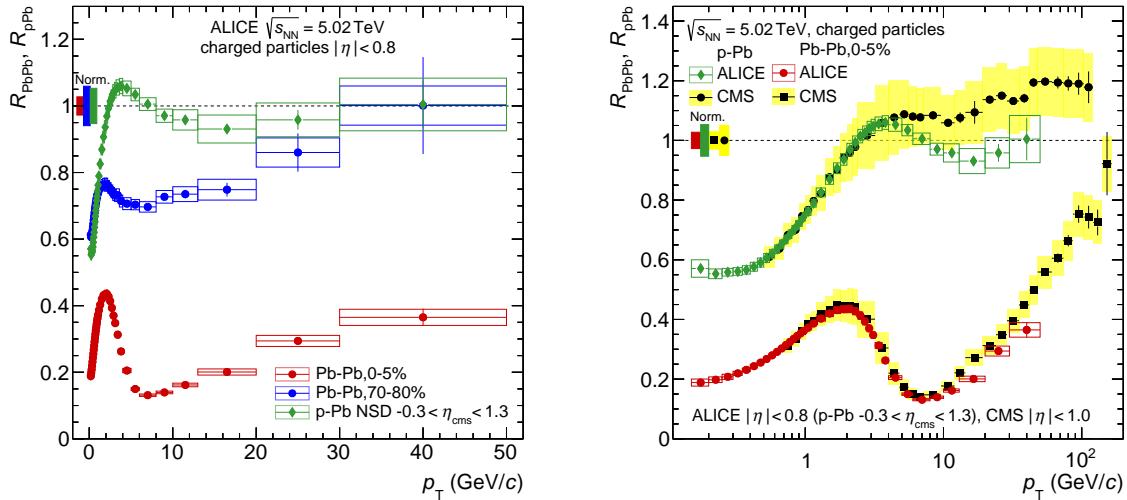 R_PbPb, R_pPb
ALICE √s_NN = 5.02 TeV
charged particles |η|<0.8
Norm.
1.2
1
0.8
0.6
0.4
0.2
0
Pb-Pb,0-5%
Pb-Pb,70-80%
p-Pb NSD -0.3<η_cms<1.3
0 10 20 30 40 50
p_T (GeV/c)
R_PbPb, R_pPb
√s_NN = 5.02 TeV, charged particles
p-Pb Pb-Pb,0-5%
ALICE ALICE
CMS CMS
Norm.
1.4
1.2
1
0.8
0.6
0.4
0.2
0
ALICE |η|<0.8 (p-Pb -0.3<η_cms<1.3), CMS |η|<1.0
1 10 10²
p_T (GeV/c)